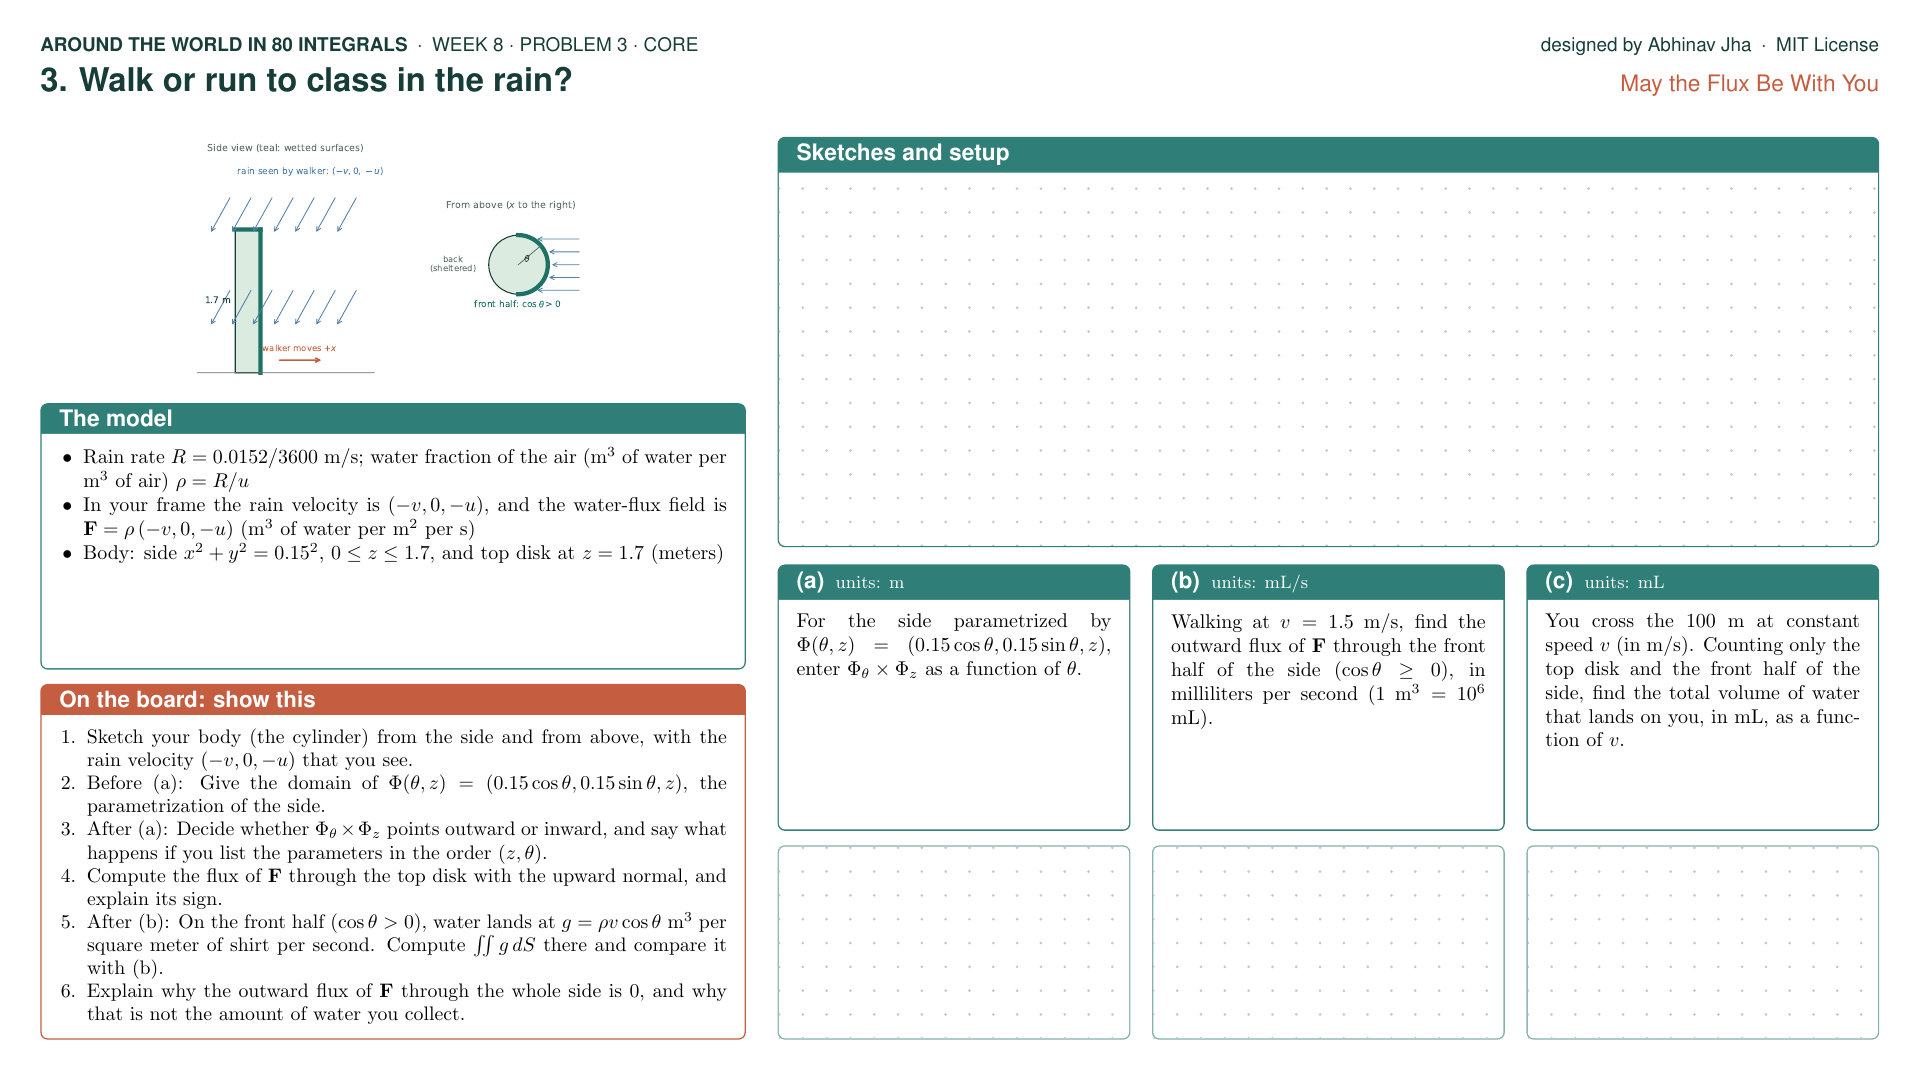 AROUND THE WORLD IN 80 INTEGRALS · WEEK 8 · PROBLEM 3 · CORE
designed by Abhinav Jha · MIT License
3. Walk or run to class in the rain?
May the Flux Be With You
Side view (teal: wetted surfaces)
rain seen by walker: (−v, 0, −u)
1.7 m
walker moves +x
From above (x to the right)
back
(sheltered)
θ
front half: cos θ > 0
The model
• Rain rate R = 0.0152/3600 m/s; water fraction of the air (m³ of water per
m³ of air) ρ = R/u
• In your frame the rain velocity is (−v, 0, −u), and the water-flux field is
F = ρ (−v, 0, −u) (m³ of water per m² per s)
• Body: side x² + y² = 0.15², 0 ≤ z ≤ 1.7, and top disk at z = 1.7 (meters)
On the board: show this
1. Sketch your body (the cylinder) from the side and from above, with the
rain velocity (−v, 0, −u) that you see.
2. Before (a): Give the domain of Φ(θ, z) = (0.15 cos θ, 0.15 sin θ, z), the
parametrization of the side.
3. After (a): Decide whether Φ_θ × Φ_z points outward or inward, and say what
happens if you list the parameters in the order (z, θ).
4. Compute the flux of F through the top disk with the upward normal, and
explain its sign.
5. After (b): On the front half (cos θ > 0), water lands at g = ρv cos θ m³ per
square meter of shirt per second. Compute ∬ g dS there and compare it
with (b).
6. Explain why the outward flux of F through the whole side is 0, and why
that is not the amount of water you collect.
Sketches and setup
(a) units: m
For the side parametrized by
Φ(θ, z) = (0.15 cos θ, 0.15 sin θ, z),
enter Φ_θ × Φ_z as a function of θ.
(b) units: mL/s
Walking at v = 1.5 m/s, find the
outward flux of F through the front
half of the side (cos θ ≥ 0), in
milliliters per second (1 m³ = 10⁶
mL).
(c) units: mL
You cross the 100 m at constant
speed v (in m/s). Counting only the
top disk and the front half of the
side, find the total volume of water
that lands on you, in mL, as a func-
tion of v.